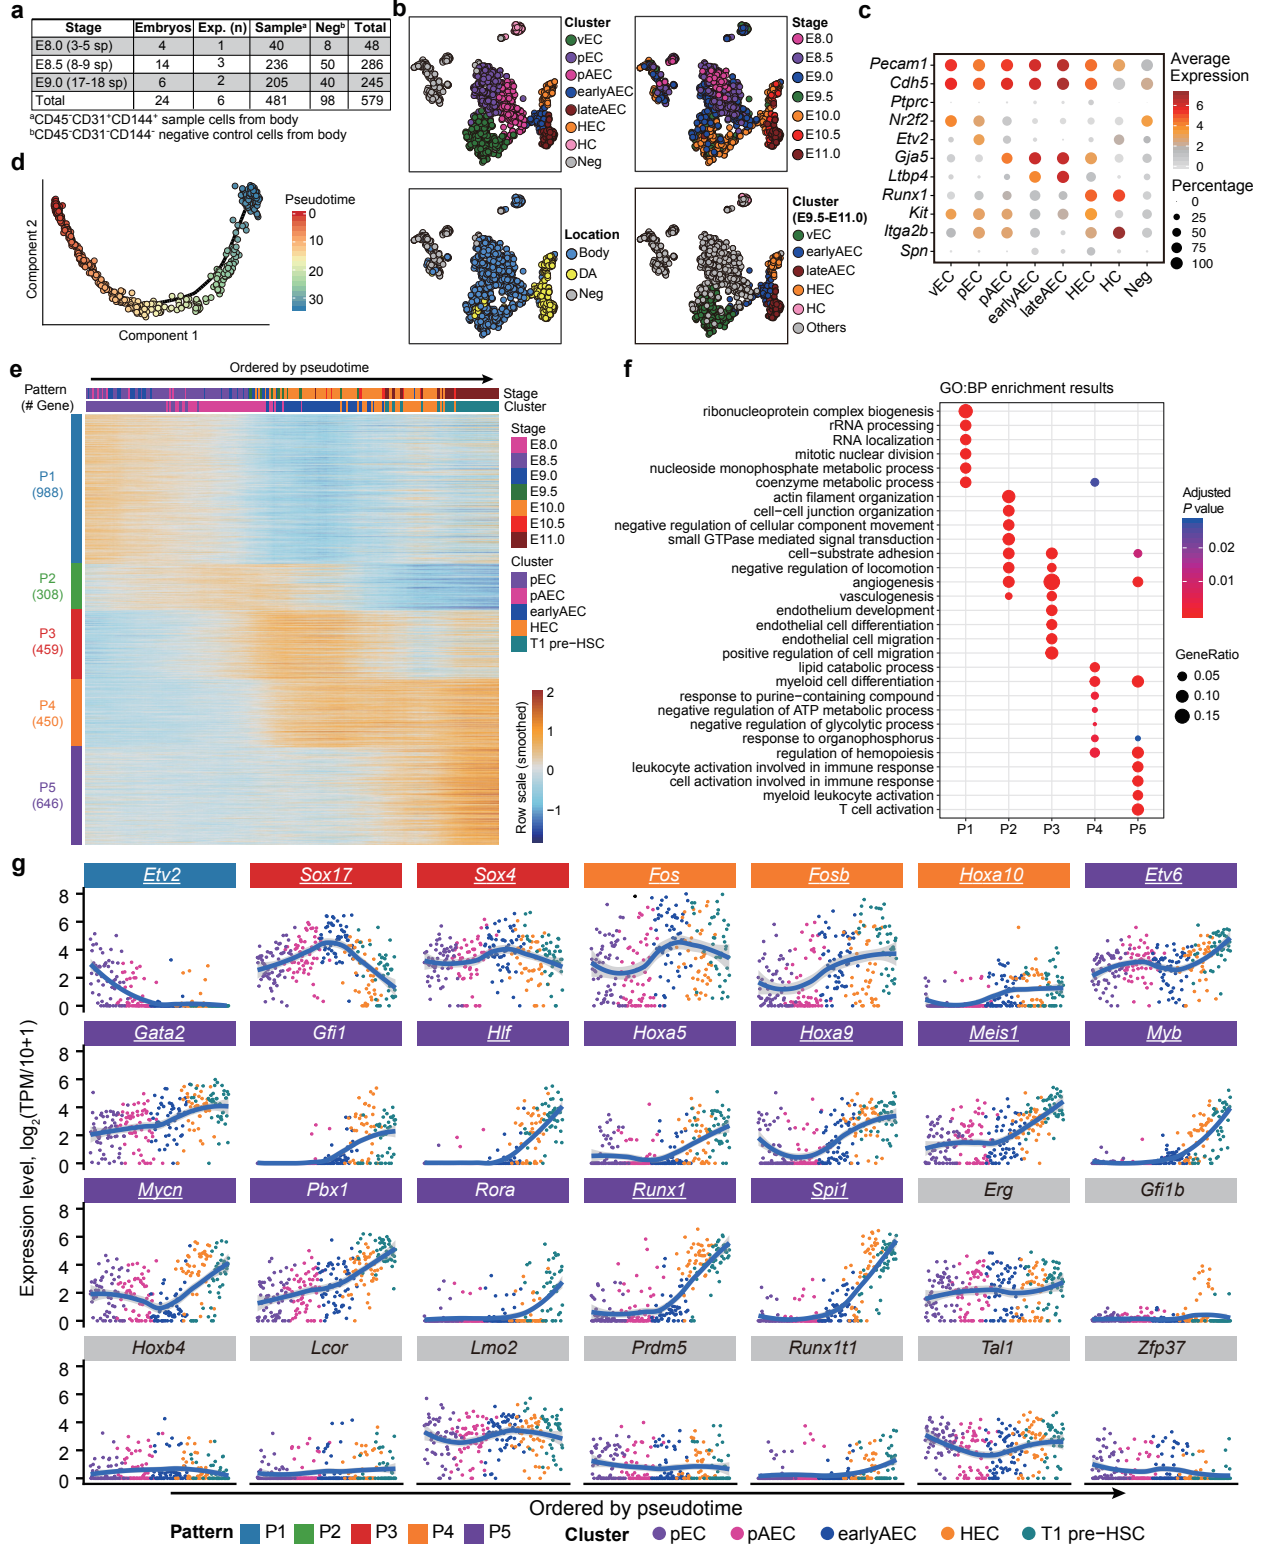 a
Stage Embryos Exp. (n) Sampleᵃ Negᵇ Total
E8.0 (3-5 sp) 4 1 40 8 48
E8.5 (8-9 sp) 14 3 236 50 286
E9.0 (17-18 sp) 6 2 205 40 245
Total 24 6 481 98 579
ᵃCD45⁻CD31⁺CD144⁺ sample cells from body
ᵇCD45⁻CD31⁻CD144⁻ negative control cells from body
b
Cluster
vEC
pEC
pAEC
earlyAEC
lateAEC
HEC
HC
Neg
Stage
E8.0
E8.5
E9.0
E9.5
E10.0
E10.5
E11.0
Location
Body
DA
Neg
Cluster
(E9.5-E11.0)
vEC
earlyAEC
lateAEC
HEC
HC
Others
c
Pecam1
Cdh5
Ptprc
Nr2f2
Etv2
Gja5
Ltbp4
Runx1
Kit
Itga2b
Spn
vEC pEC pAEC earlyAEC lateAEC HEC HC Neg
Average
Expression
6
4
2
0
Percentage
0
25
50
75
100
d
Component 2
Component 1
Pseudotime
0
10
20
30
e
Ordered by pseudotime
Pattern
(# Gene)
Stage
Cluster
P1
(988)
P2
(308)
P3
(459)
P4
(450)
P5
(646)
Stage
E8.0
E8.5
E9.0
E9.5
E10.0
E10.5
E11.0
Cluster
pEC
pAEC
earlyAEC
HEC
T1 pre−HSC
Row scale (smoothed)
2
1
0
−1
f
GO:BP enrichment results
ribonucleoprotein complex biogenesis
rRNA processing
RNA localization
mitotic nuclear division
nucleoside monophosphate metabolic process
coenzyme metabolic process
actin filament organization
cell−cell junction organization
negative regulation of cellular component movement
small GTPase mediated signal transduction
cell−substrate adhesion
negative regulation of locomotion
angiogenesis
vasculogenesis
endothelium development
endothelial cell differentiation
endothelial cell migration
positive regulation of cell migration
lipid catabolic process
myeloid cell differentiation
response to purine−containing compound
negative regulation of ATP metabolic process
negative regulation of glycolytic process
response to organophosphorus
regulation of hemopoiesis
leukocyte activation involved in immune response
cell activation involved in immune response
myeloid leukocyte activation
T cell activation
P1 P2 P3 P4 P5
Adjusted
P value
0.02
0.01
GeneRatio
0.05
0.10
0.15
g
Expression level, log₂(TPM/10+1)
Etv2 Sox17 Sox4 Fos Fosb Hoxa10 Etv6
8
6
4
2
0
Gata2 Gfi1 Hlf Hoxa5 Hoxa9 Meis1 Myb
8
6
4
2
0
Mycn Pbx1 Rora Runx1 Spi1 Erg Gfi1b
8
6
4
2
0
Hoxb4 Lcor Lmo2 Prdm5 Runx1t1 Tal1 Zfp37
8
6
4
2
0
Ordered by pseudotime
Pattern P1 P2 P3 P4 P5 Cluster pEC pAEC earlyAEC HEC T1 pre−HSC